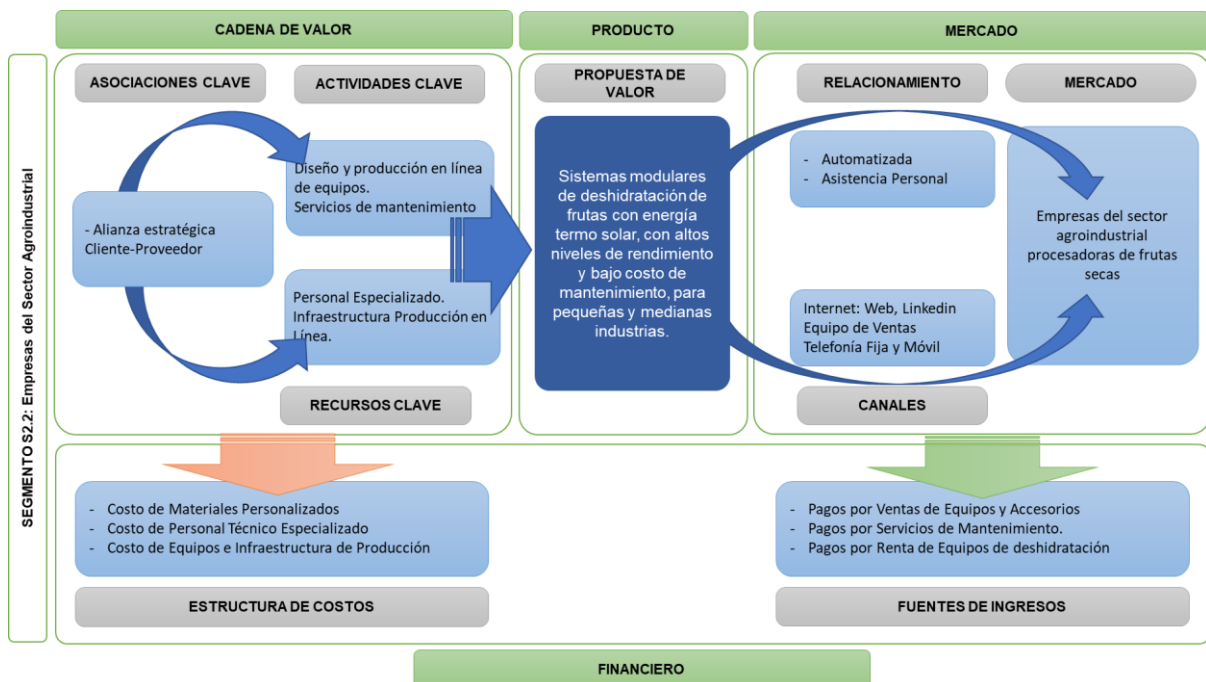 CADENA DE VALOR
PRODUCTO
MERCADO
SEGMENTO S2.2: Empresas del Sector Agroindustrial
ASOCIACIONES CLAVE
ACTIVIDADES CLAVE
- Alianza estratégica
Cliente-Proveedor
Diseño y producción en línea
de equipos.
Servicios de mantenimiento
Personal Especializado.
Infraestructura Producción en
Línea.
RECURSOS CLAVE
PROPUESTA DE
VALOR
Sistemas modulares
de deshidratación de
frutas con energía
termo solar, con altos
niveles de rendimiento
y bajo costo de
mantenimiento, para
pequeñas y medianas
industrias.
RELACIONAMIENTO
MERCADO
- Automatizada
- Asistencia Personal
Internet: Web, Linkedin
Equipo de Ventas
Telefonía Fija y Móvil
CANALES
Empresas del sector
agroindustrial
procesadoras de frutas
secas
- Costo de Materiales Personalizados
- Costo de Personal Técnico Especializado
- Costo de Equipos e Infraestructura de Producción
ESTRUCTURA DE COSTOS
- Pagos por Ventas de Equipos y Accesorios
- Pagos por Servicios de Mantenimiento.
- Pagos por Renta de Equipos de deshidratación
FUENTES DE INGRESOS
FINANCIERO